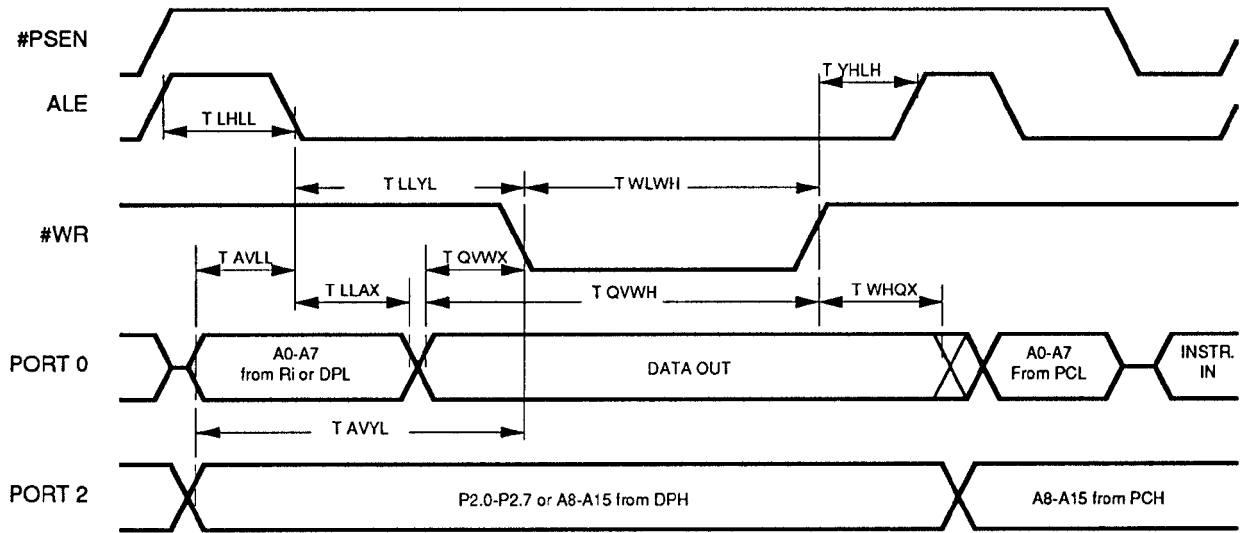 #PSEN
T YHLH
ALE
T LHLL
T LLYL
T WLWH
#WR
T AVLL
T QVWX
T LLAX
T QVWH
T WHQX
PORT 0
A0-A7
from Ri or DPL
DATA OUT
A0-A7
From PCL
INSTR.
IN
T AVYL
PORT 2
P2.0-P2.7 or A8-A15 from DPH
A8-A15 from PCH